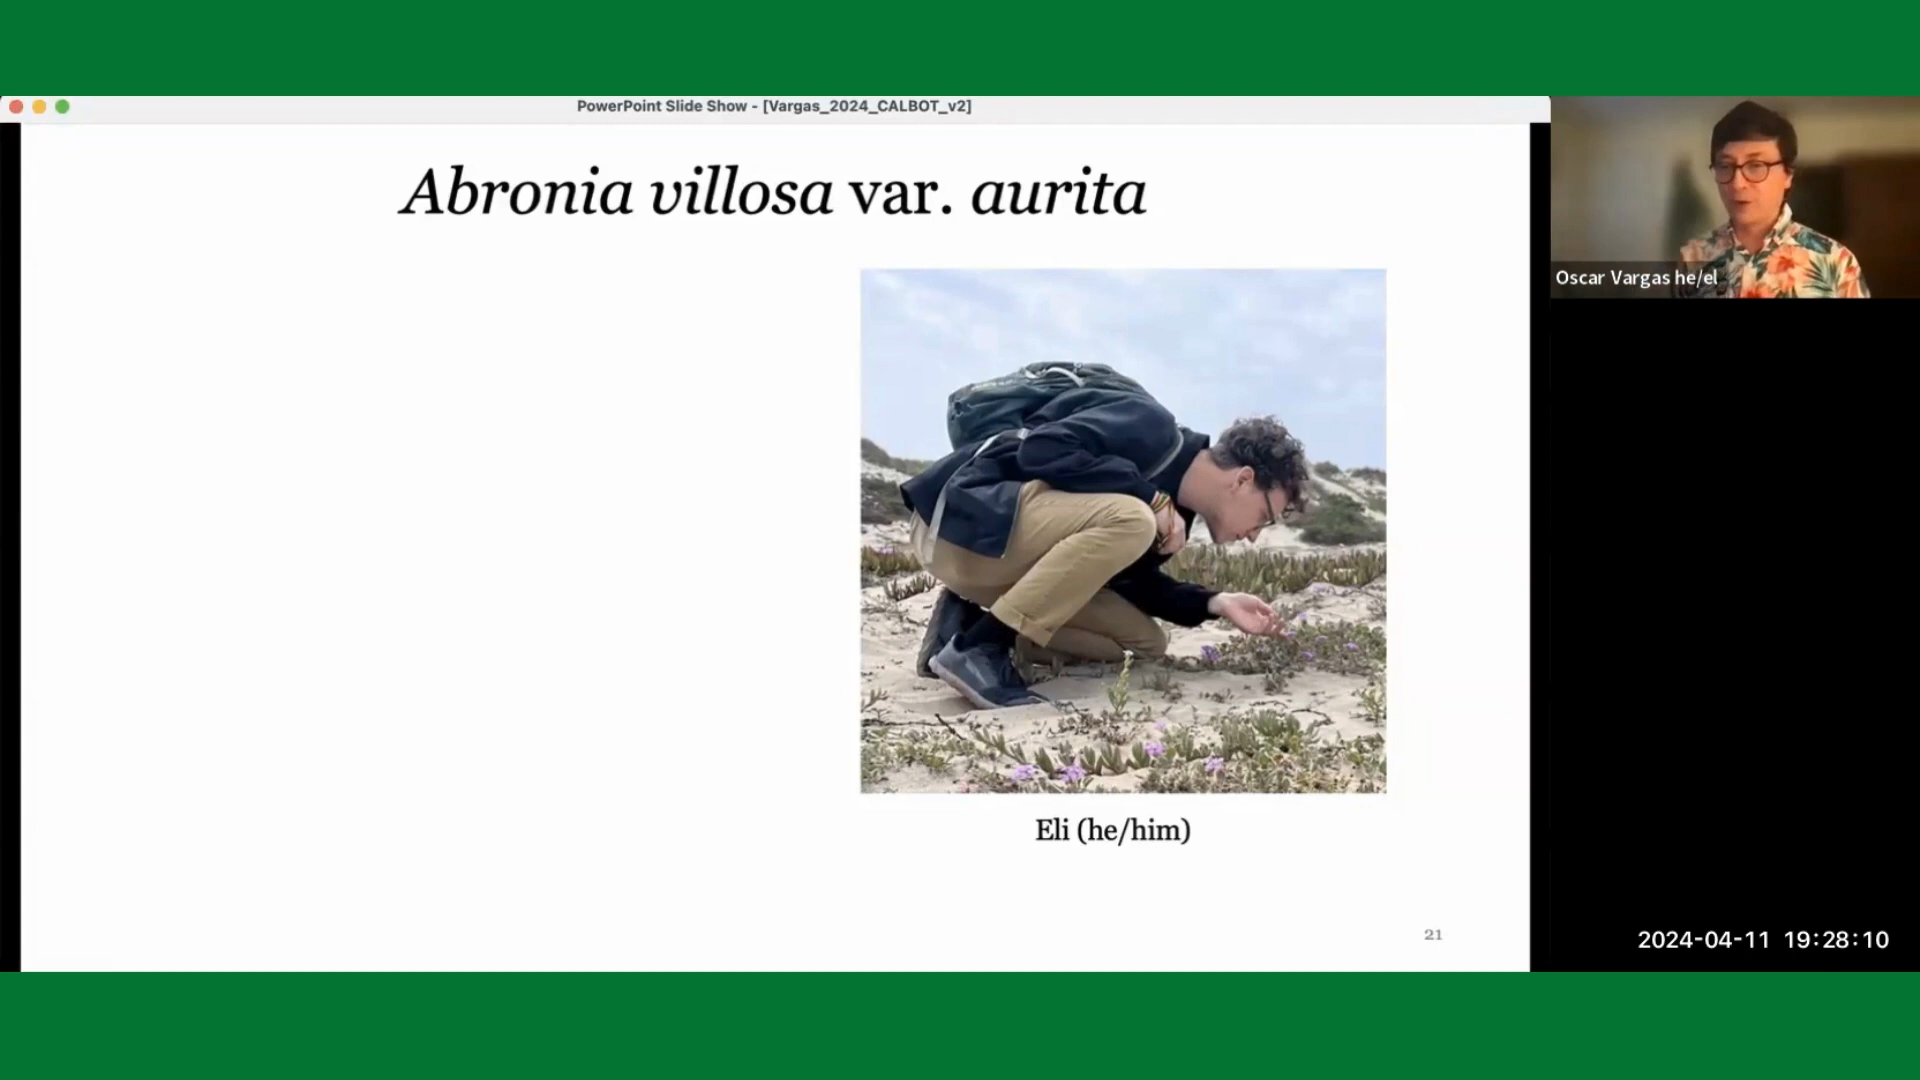 PowerPoint Slide Show - [Vargas_2024_CALBOT_v2]
Abronia villosa var. aurita
Oscar Vargas he/el
Eli (he/him)
21
2024-04-11 19:28:10